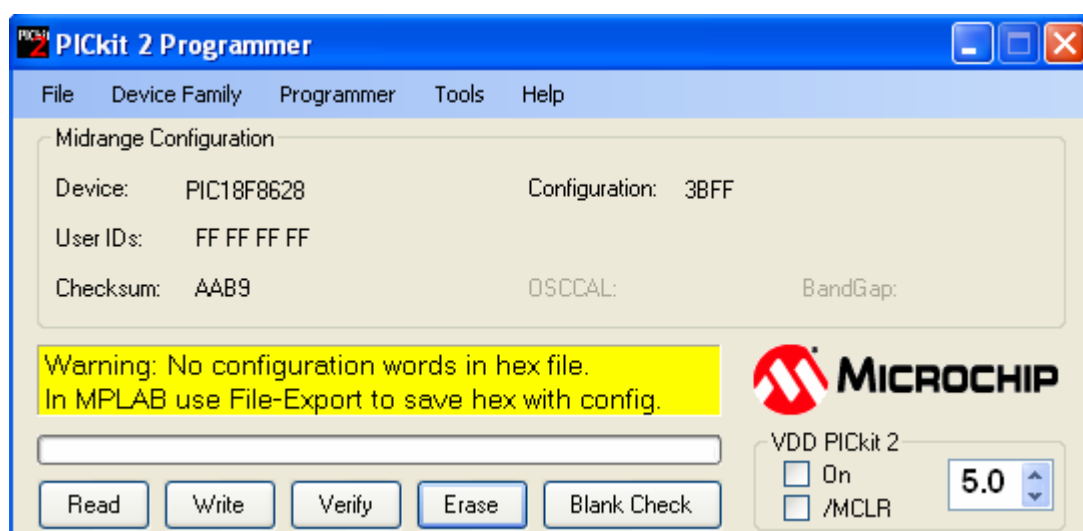 PICkit 2 Programmer
File Device Family Programmer Tools Help
Midrange Configuration
Device: PIC18F8628 Configuration: 3BFF
User IDs: FF FF FF FF
Checksum: AAB9 OSCCAL: BandGap:
Warning: No configuration words in hex file.
In MPLAB use File-Export to save hex with config.
MICROCHIP
VDD PICkit 2
On
5.0
/MCLR
Read Write Verify Erase Blank Check